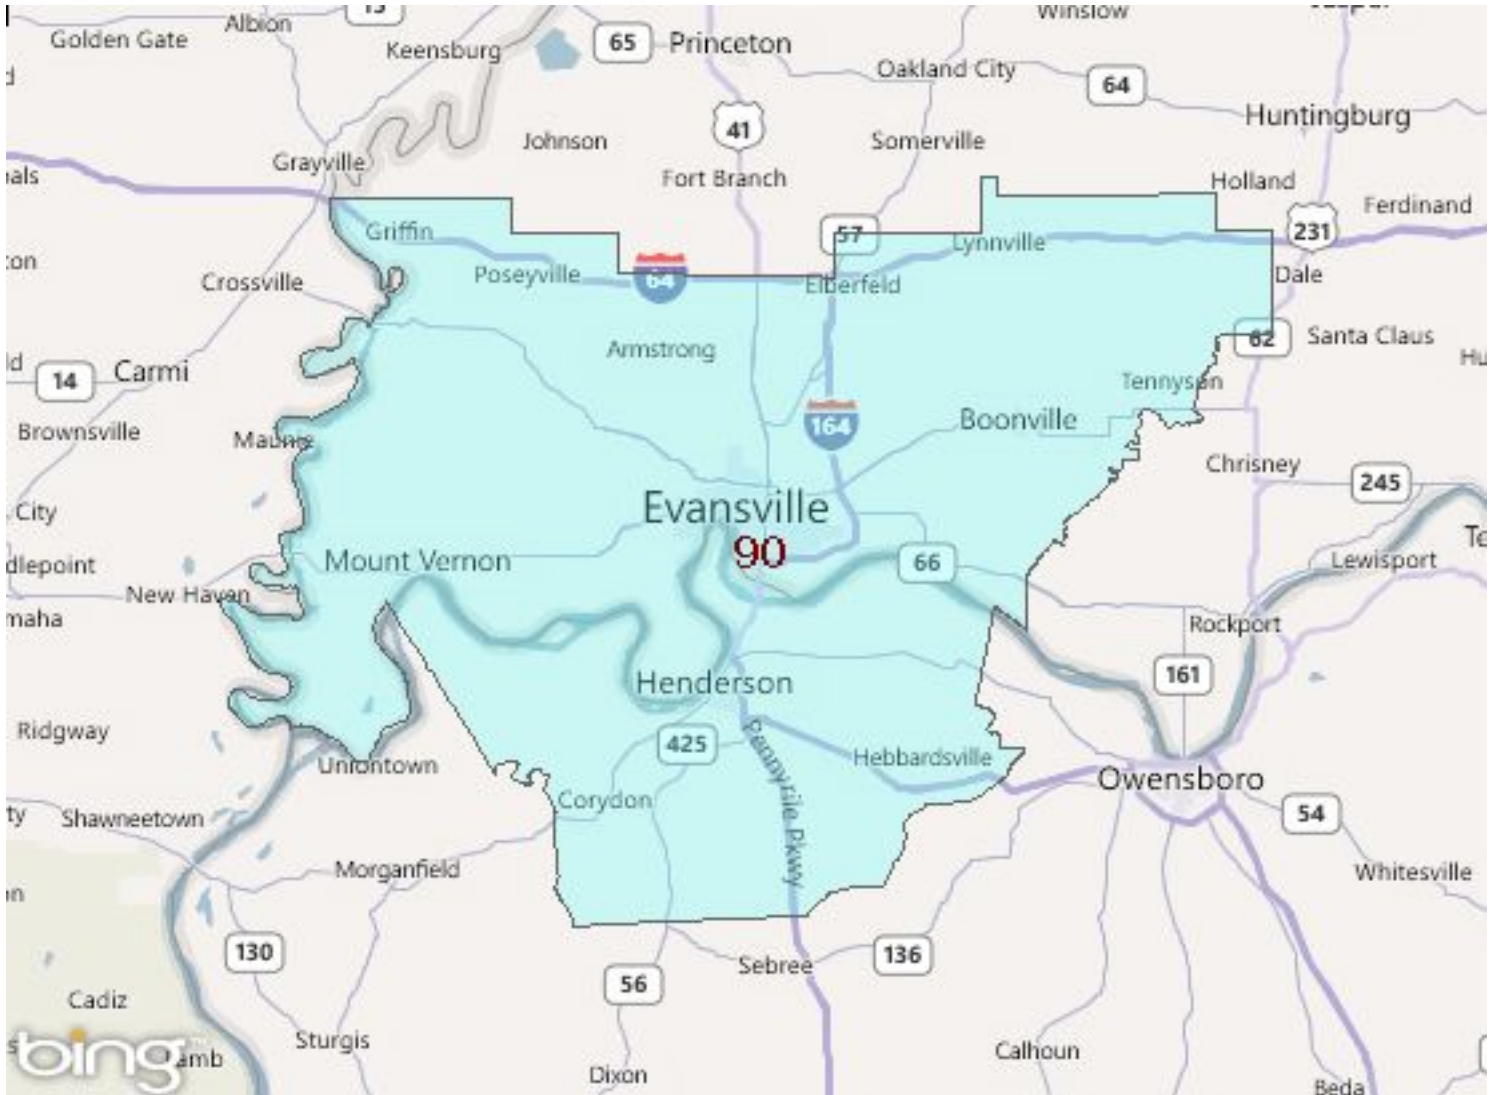 15
Albion
Winslow
Golden Gate
Keensburg
65
Princeton
Oakland City
64
Huntingburg
41
Johnson
Somerville
Grayville
Fort Branch
Holland
Ferdinand
Griffin
57
Lynnville
231
Crossville
Poseyville
64
Elberfeld
Dale
Armstrong
62
Santa Claus
14
Carmi
Tennyson
Brownsville
Maunie
164
Boonville
Chrisney
245
City
Evansville
90
Mount Vernon
66
Lewisport
New Haven
Rockport
Henderson
161
Ridgway
425
Pennyrile Pkwy
Hebbardsville
Uniontown
Owensboro
Corydon
Shawneetown
54
Morganfield
Whitesville
130
136
Sebree
56
Cadiz
Sturgis
bing
Calhoun
Dixon
Beda